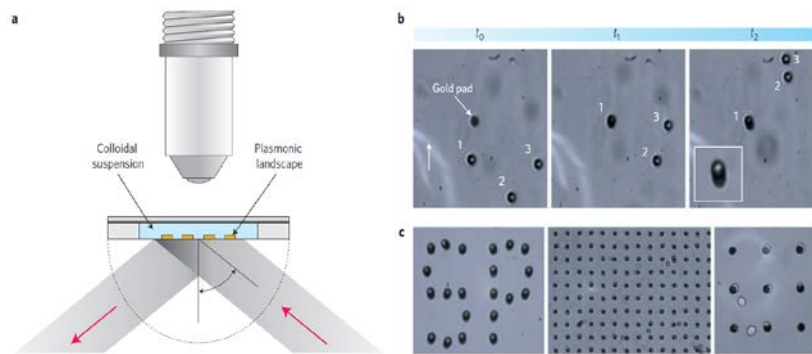 a
Colloidal
suspension
Plasmonic
landscape
b
t0
t1
t2
Gold pad
1
2
3
1
2
3
1
2
3
c